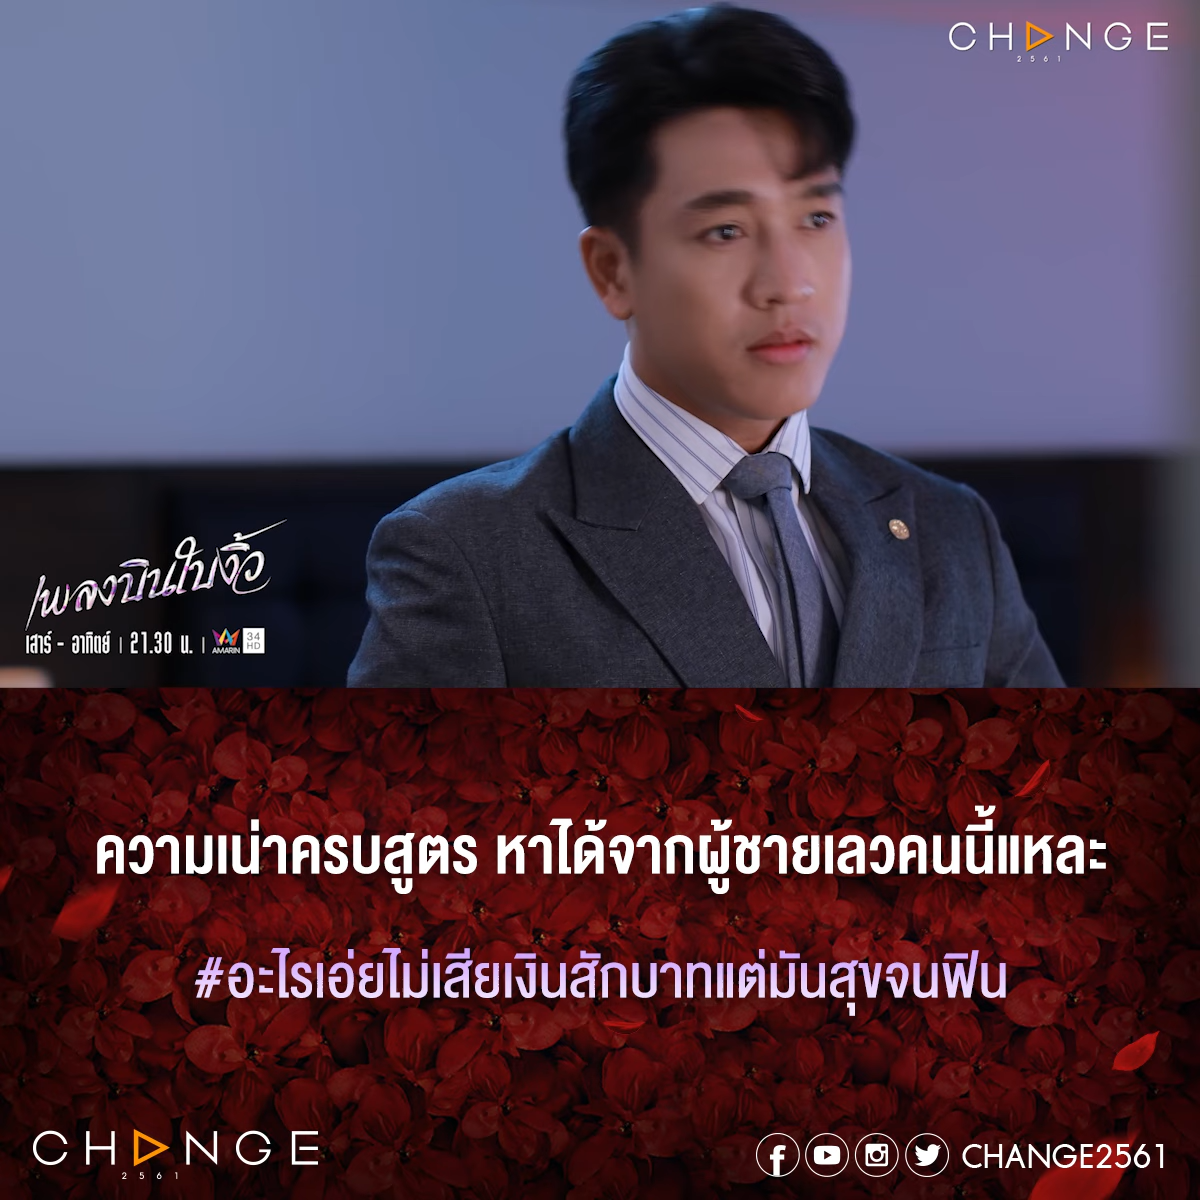 CHANGE
2561
เพลงบินใบงิ้ว
เสาร์ - อาทิตย์ | 21.30 น. | AMARIN 34 HD
ความเน่าครบสูตร หาได้จากผู้ชายเลวคนนี้แหละ
#อะไรเอ่ยไม่เสียเงินสักบาทแต่มันสุขจนฟิน
CHANGE
2561
CHANGE2561